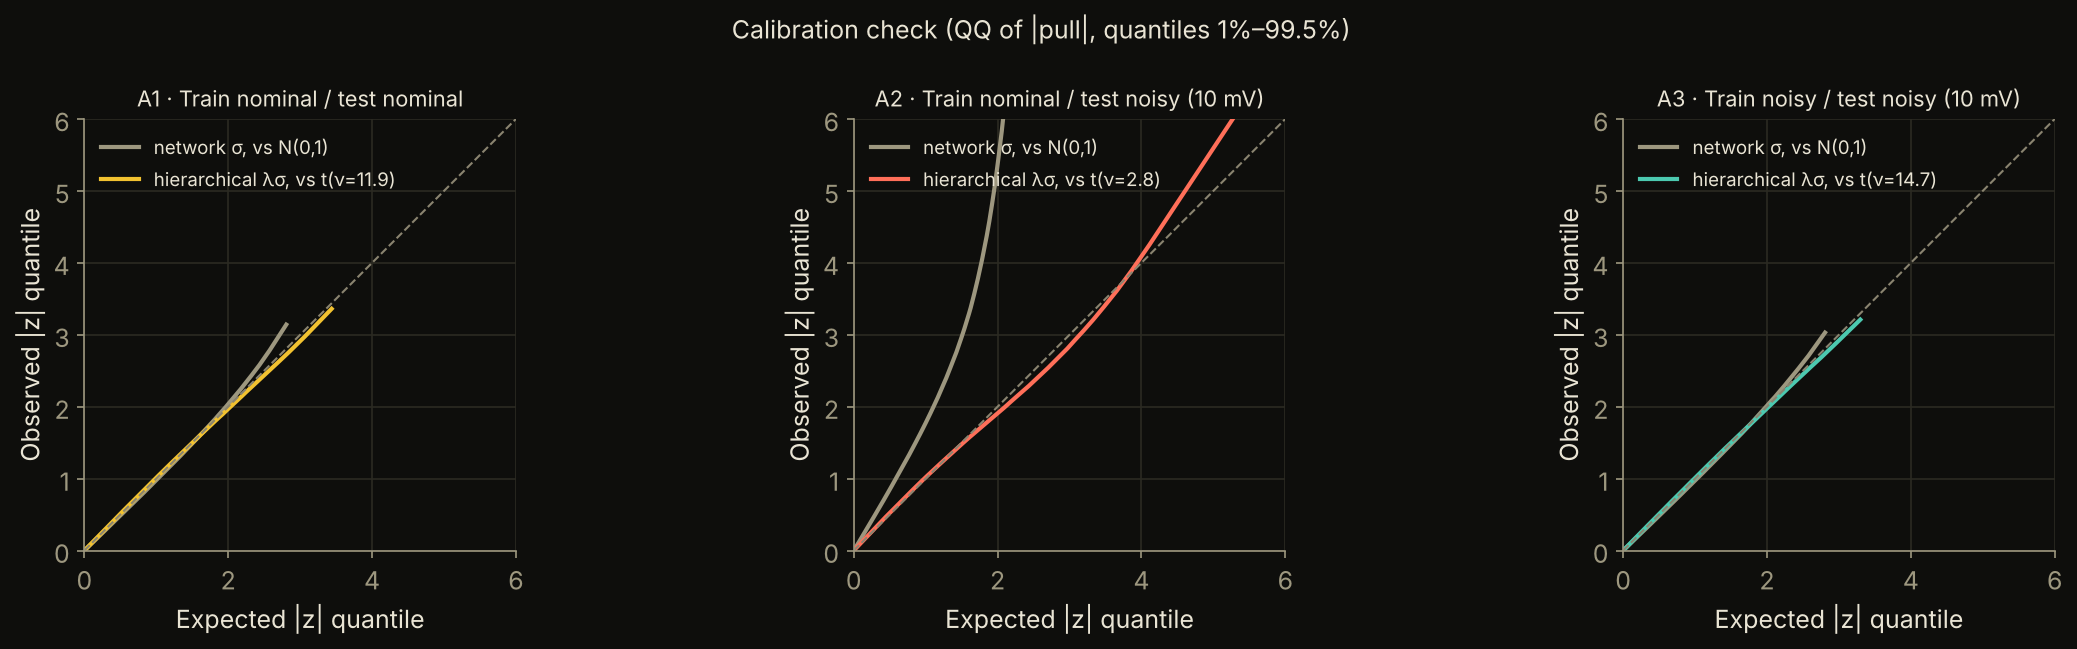 Calibration check (QQ of |pull|, quantiles 1%–99.5%)
A1 · Train nominal / test nominal
6
5
4
3
2
1
0
Observed |z| quantile
network σ, vs N(0,1)
hierarchical λσ, vs t(ν=11.9)
0 2 4 6
Expected |z| quantile
A2 · Train nominal / test noisy (10 mV)
6
5
4
3
2
1
0
Observed |z| quantile
network σ, vs N(0,1)
hierarchical λσ, vs t(ν=2.8)
0 2 4 6
Expected |z| quantile
A3 · Train noisy / test noisy (10 mV)
6
5
4
3
2
1
0
Observed |z| quantile
network σ, vs N(0,1)
hierarchical λσ, vs t(ν=14.7)
0 2 4 6
Expected |z| quantile